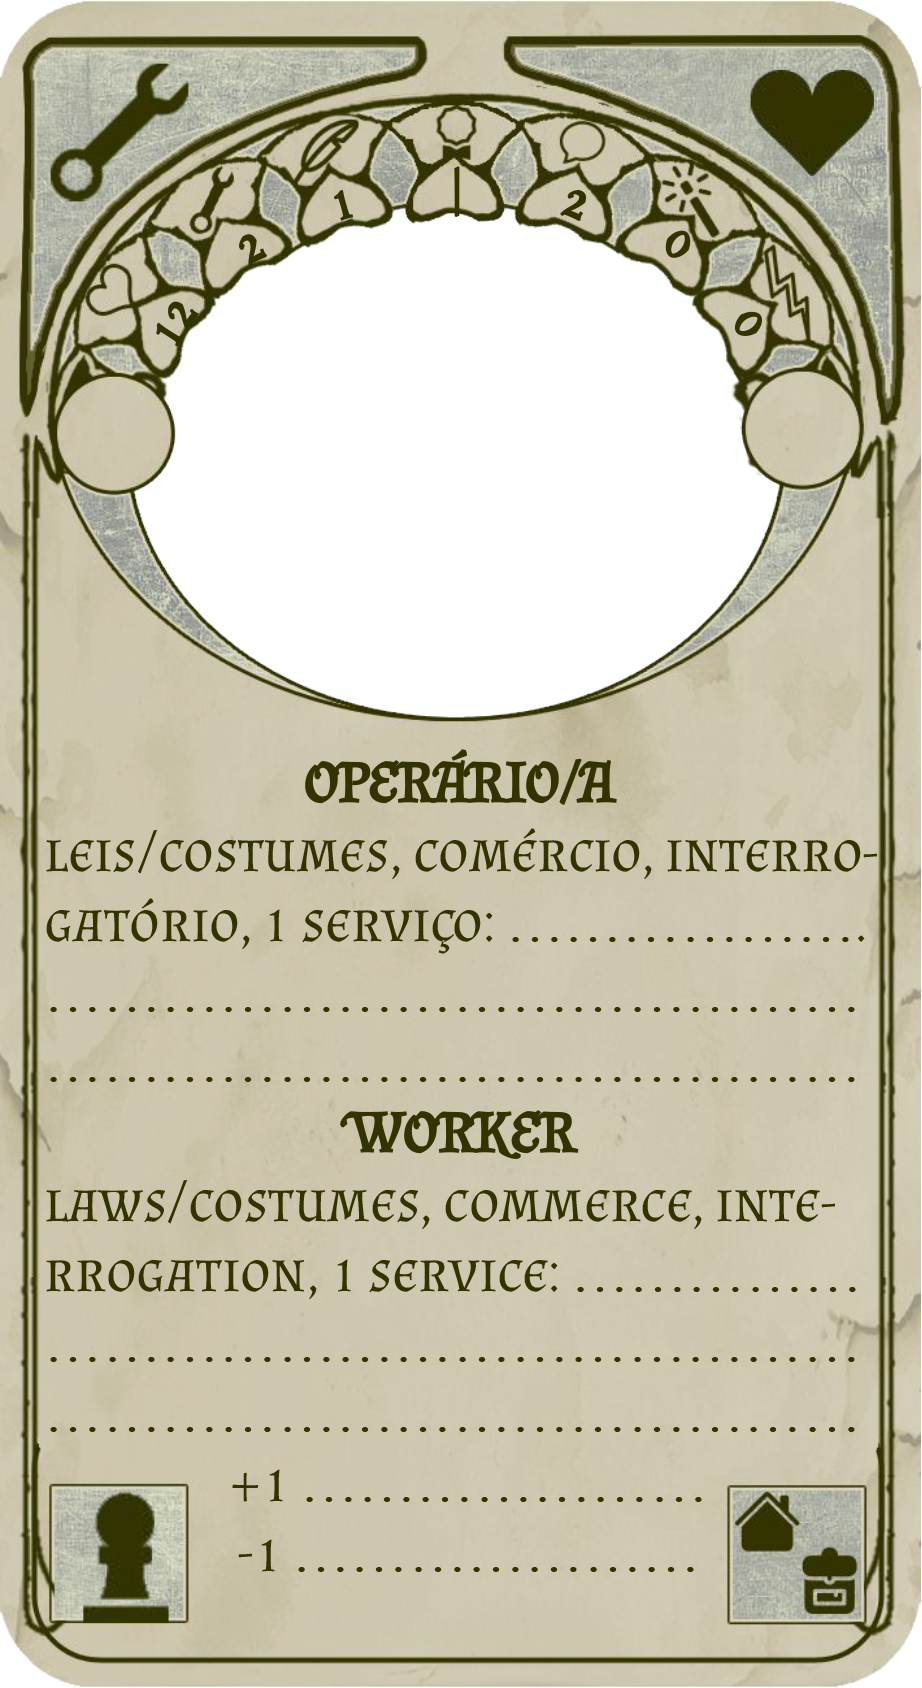 12 2 1 | 2 0 0
OPERÁRIO/A
LEIS/COSTUMES, COMÉRCIO, INTERRO-
GATÓRIO, 1 SERVIÇO: ..................
.......................................
.......................................
WORKER
LAWS/COSTUMES, COMMERCE, INTE-
RROGATION, 1 SERVICE: ..............
.......................................
.......................................
+1 ....................
-1 ....................